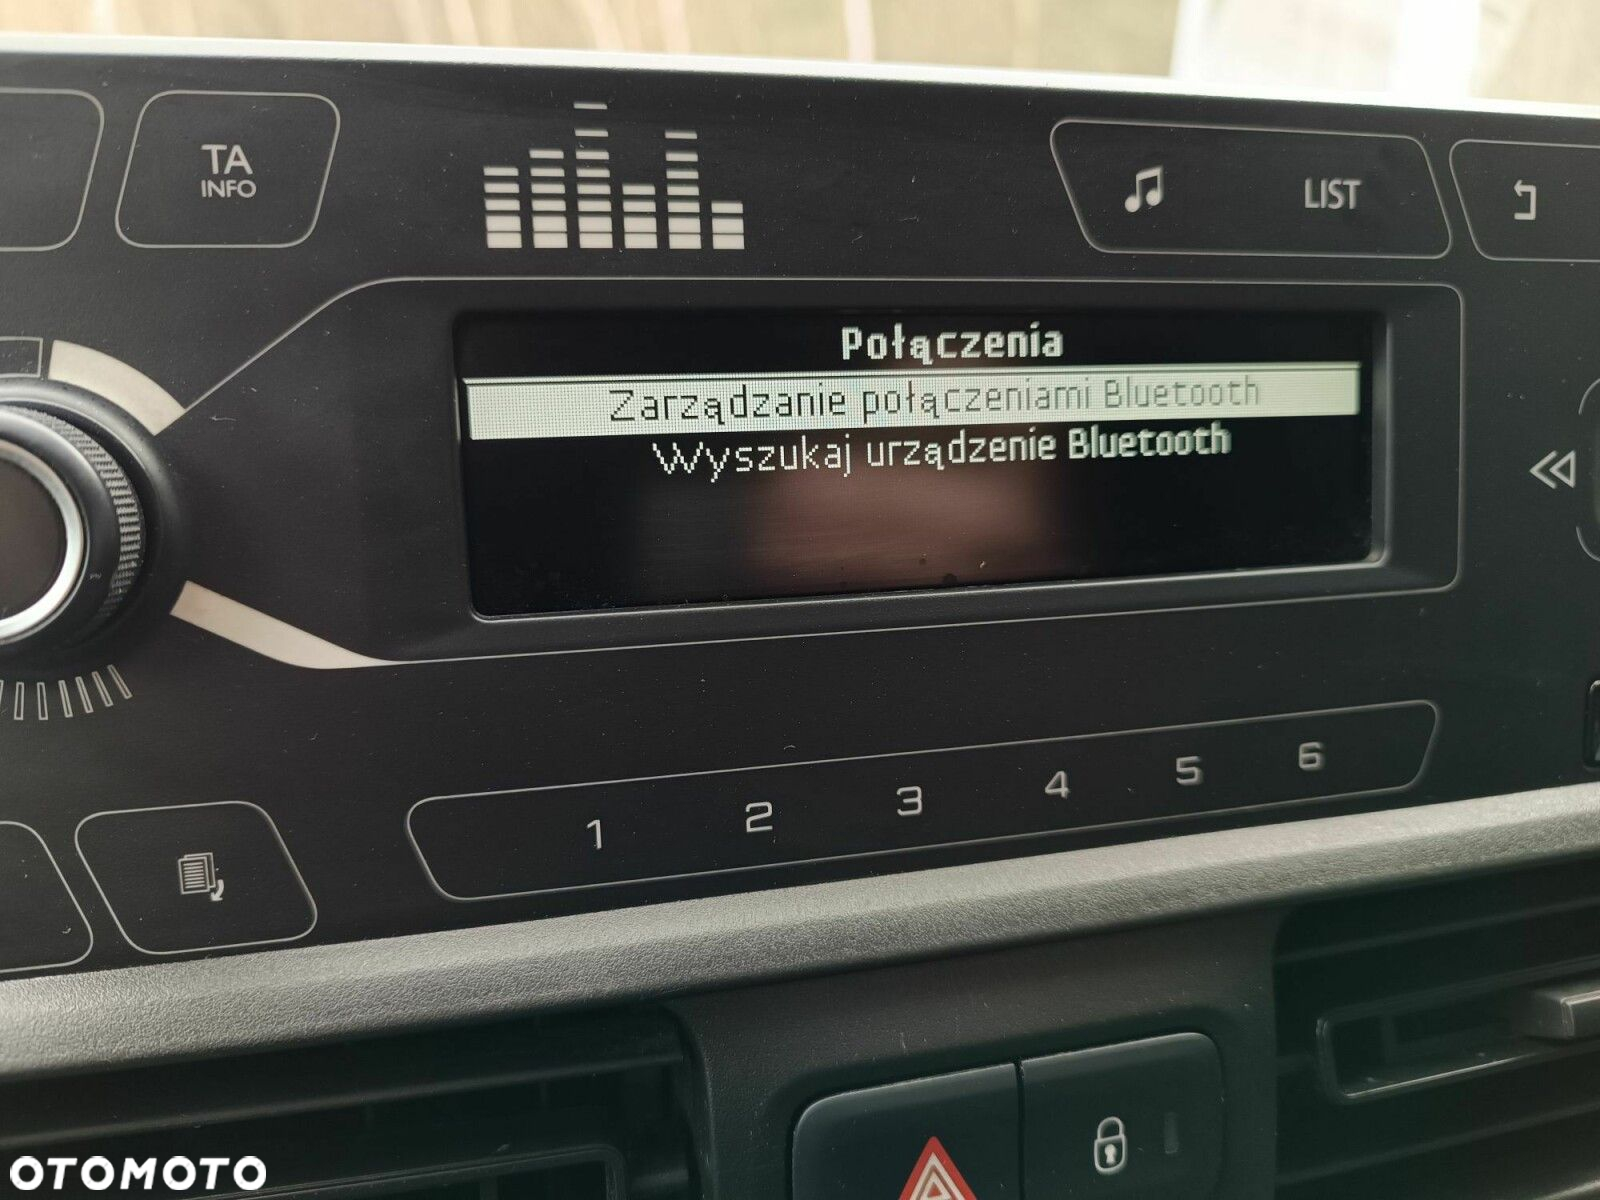 TA
INFO
LIST
Połączenia
Zarządzanie połączeniami Bluetooth
Wyszukaj urządzenie Bluetooth
1 2 3 4 5 6
OTOMOTO